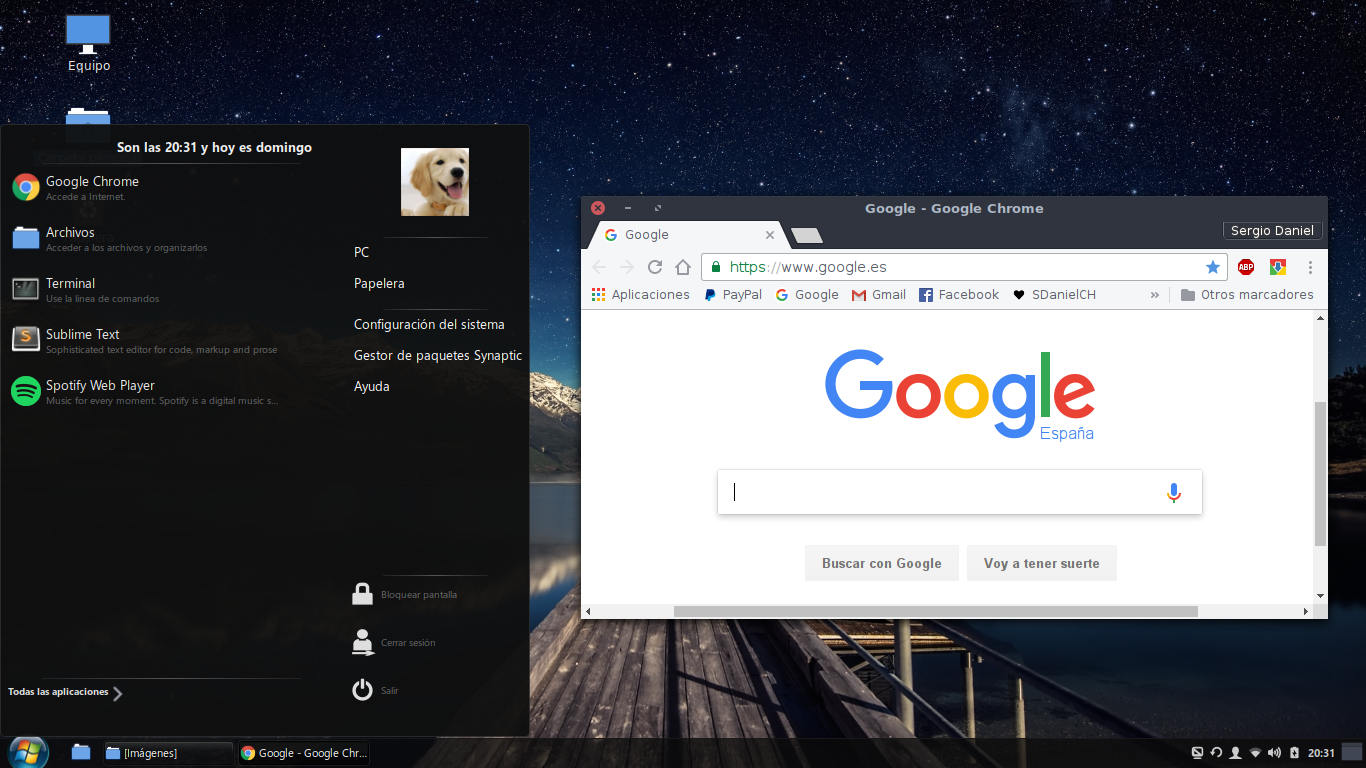 Equipo
Son las 20:31 y hoy es domingo
Google Chrome
Accede a Internet.
Archivos
Acceder a los archivos y organizarlos
Terminal
Use la línea de comandos
Sublime Text
Sophisticated text editor for code, markup and prose
Spotify Web Player
Music for every moment. Spotify is a digital music s...
Todas las aplicaciones
PC
Papelera
Configuración del sistema
Gestor de paquetes Synaptic
Ayuda
Bloquear pantalla
Cerrar sesión
Salir
Google - Google Chrome
Google
Sergio Daniel
https://www.google.es
ABP
Aplicaciones
PayPal
Google
Gmail
Facebook
SDanielCH
»
Otros marcadores
Google
España
Buscar con Google
Voy a tener suerte
[Imágenes]
Google - Google Chr...
20:31